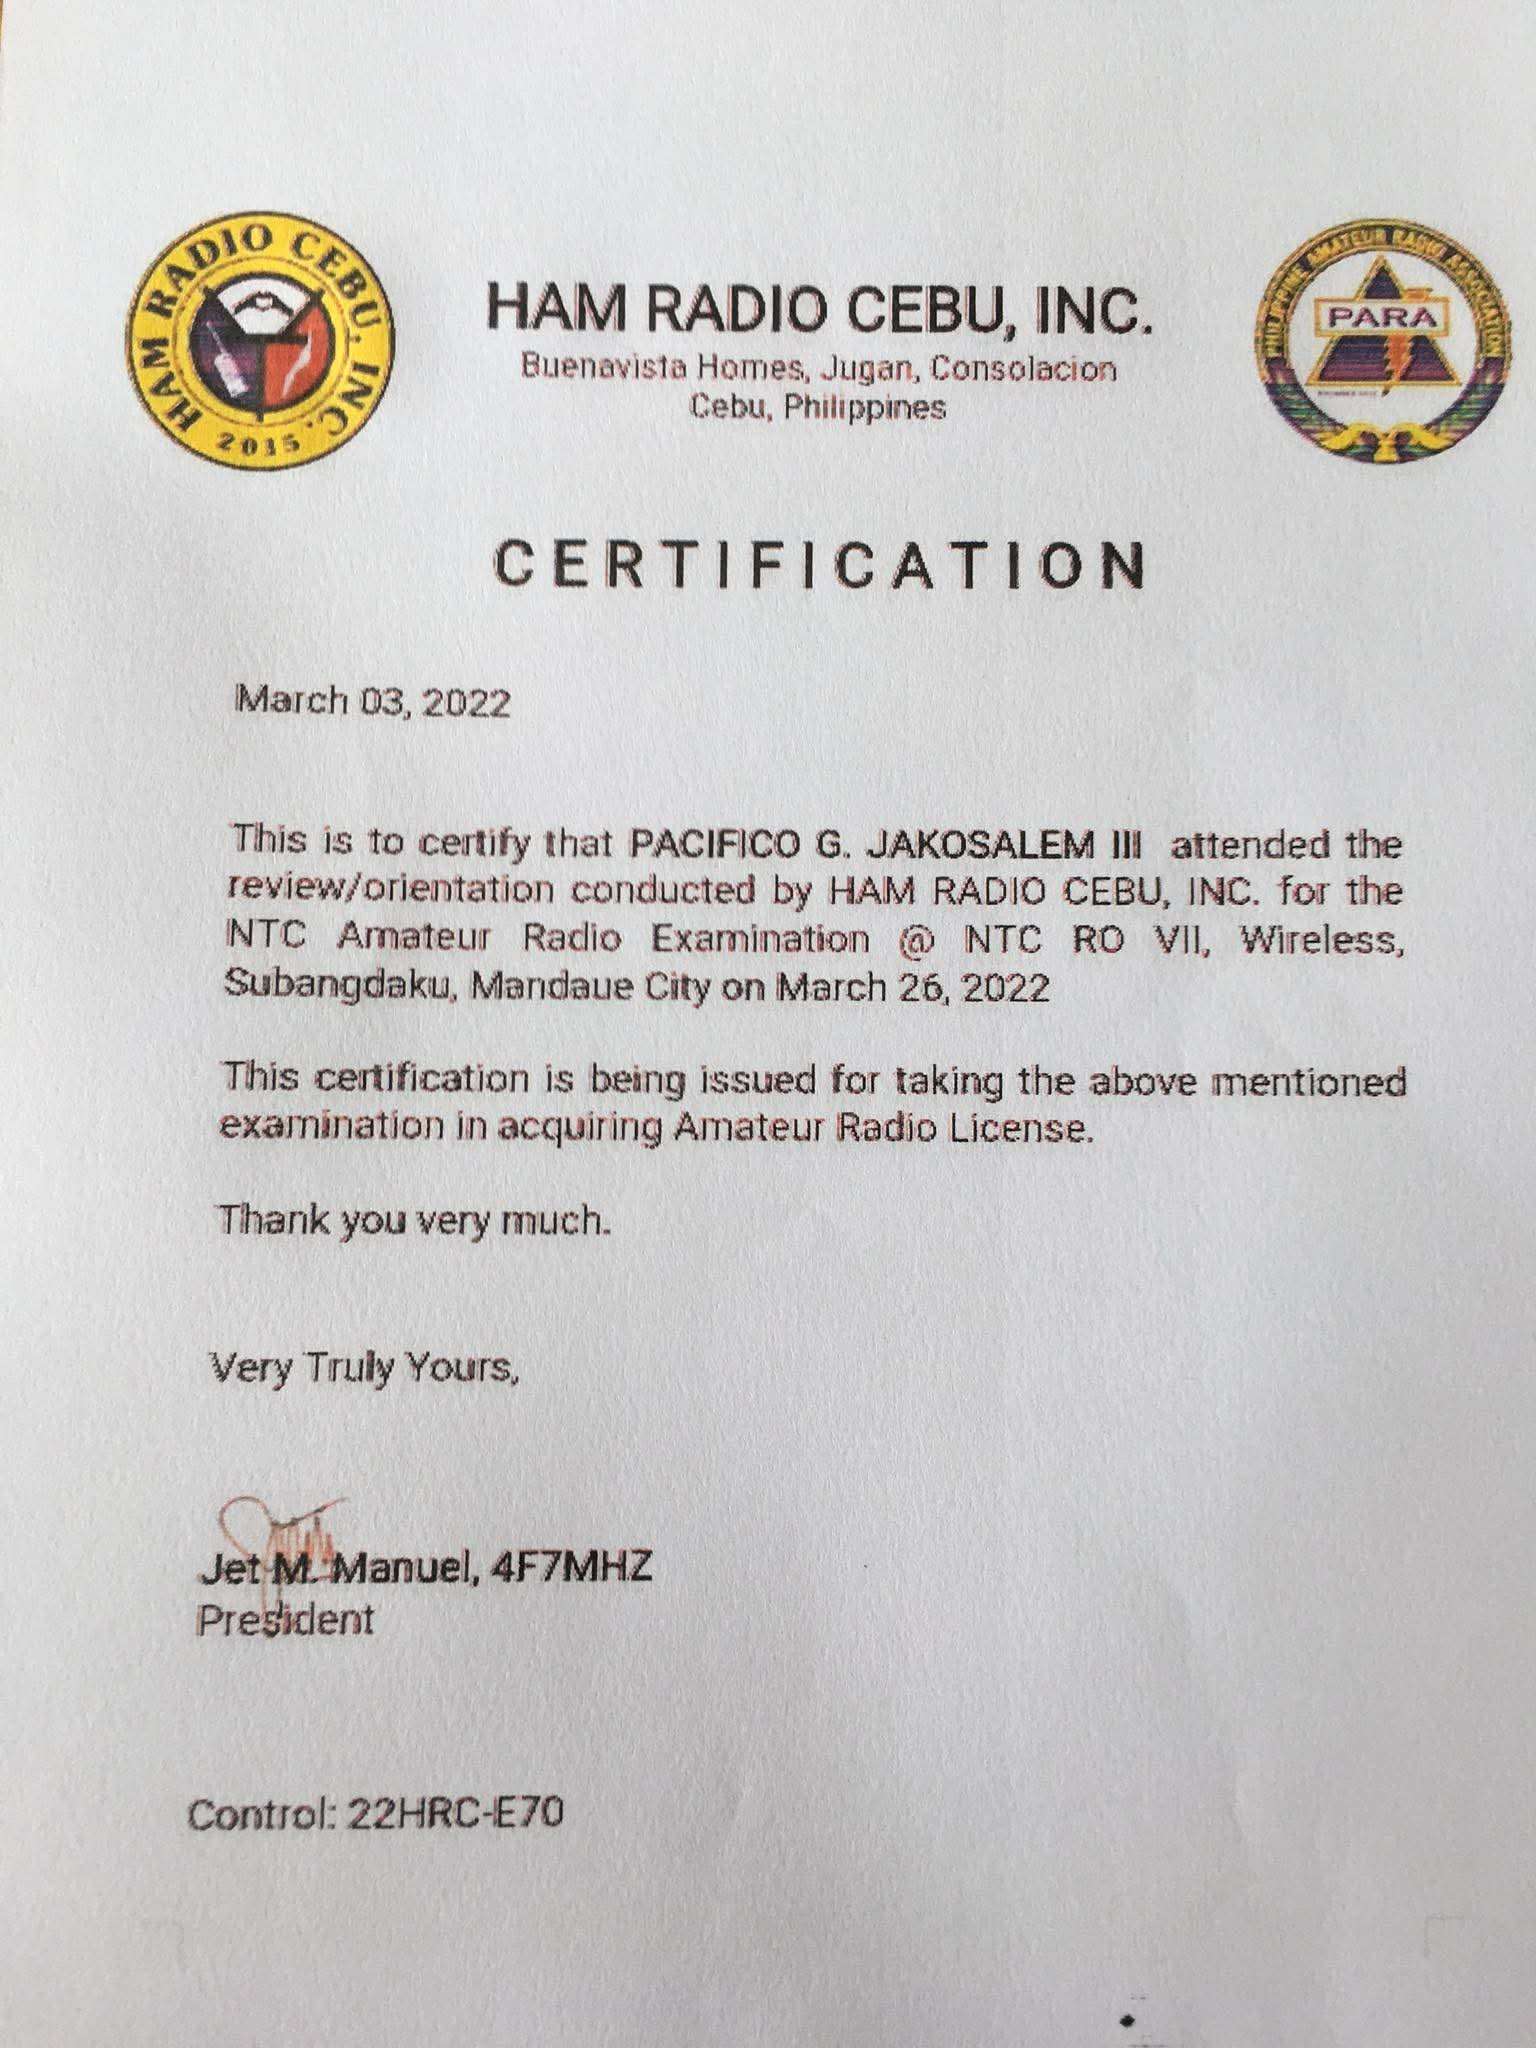 HAM RADIO CEBU, INC.
2015
HAM RADIO CEBU, INC.
Buenavista Homes, Jugan, Consolacion
Cebu, Philippines
PHILIPPINE AMATEUR RADIO ASSOCIATION
PARA
CERTIFICATION
March 03, 2022
This is to certify that PACIFICO G. JAKOSALEM III attended the
review/orientation conducted by HAM RADIO CEBU, INC. for the
NTC Amateur Radio Examination @ NTC RO VII, Wireless,
Subangdaku, Mandaue City on March 26, 2022
This certification is being issued for taking the above mentioned
examination in acquiring Amateur Radio License.
Thank you very much.
Very Truly Yours,
Jet M. Manuel, 4F7MHZ
President
Control: 22HRC-E70